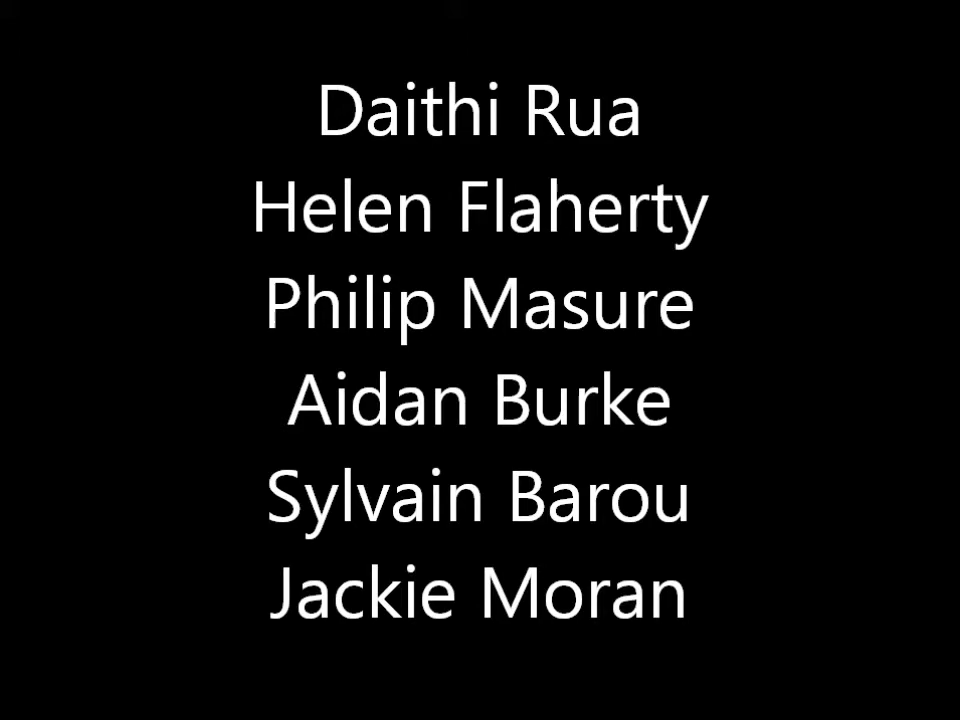 Daithi Rua
Helen Flaherty
Philip Masure
Aidan Burke
Sylvain Barou
Jackie Moran